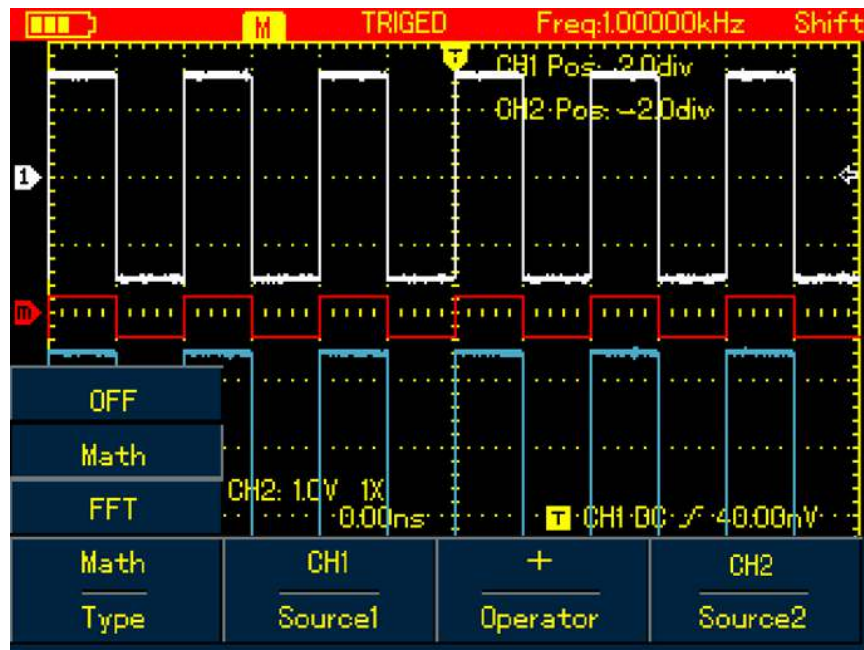 M TRIGED Freq:1.00000kHz Shift
T
CH1 Pos: 2.0div
CH2 Pos: -2.0div
1
m
OFF
Math
FFT
CH2: 1.0V 1X
0.00ns T CH1 DC 40.00mV
Math CH1 + CH2
Type Source1 Operator Source2